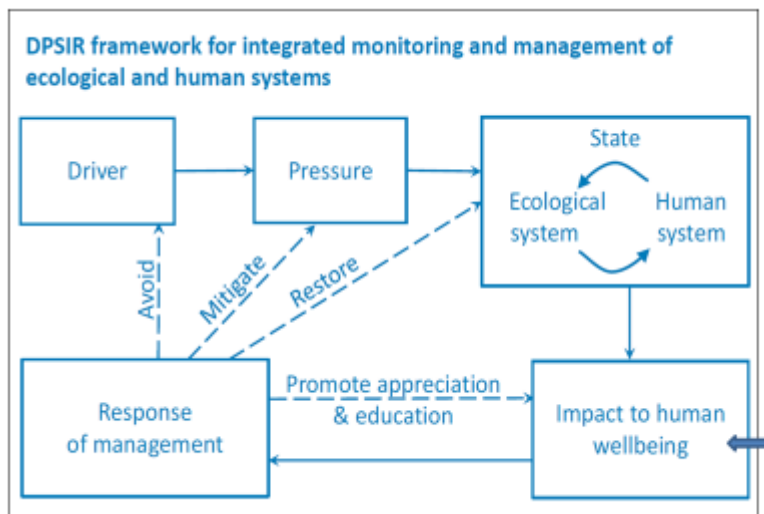 DPSIR framework for integrated monitoring and management of
ecological and human systems
Driver
Pressure
State
Ecological
system
Human
system
Avoid
Mitigate
Restore
Response
of management
Promote appreciation
& education
Impact to human
wellbeing